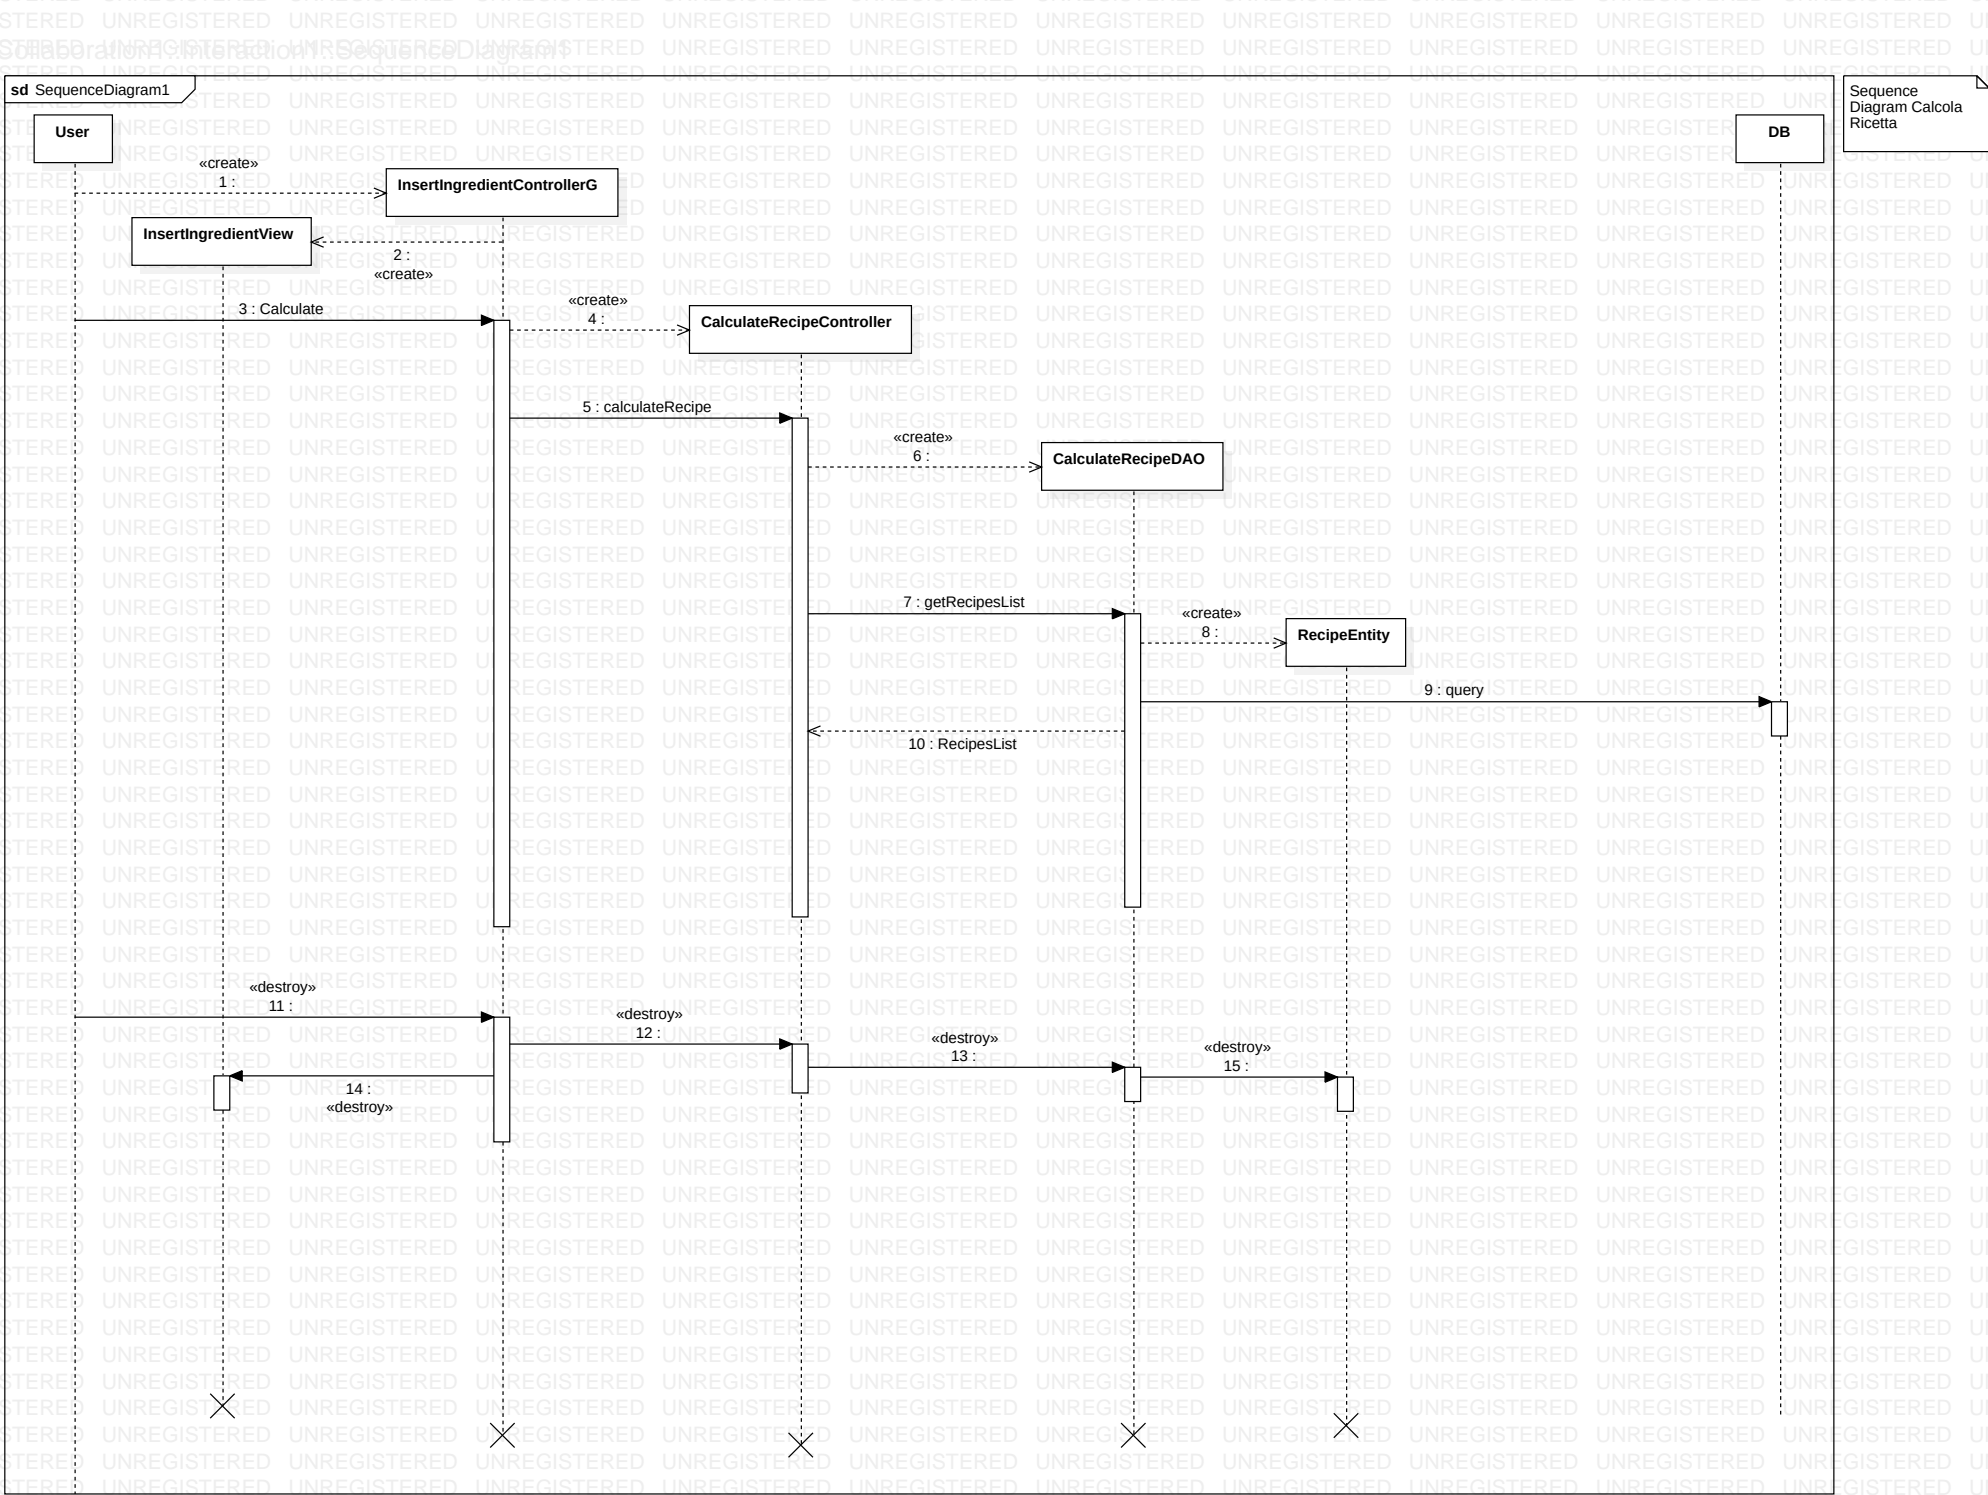 Collaboration1::Interaction1::SequenceDiagram1
sd SequenceDiagram1
Sequence
Diagram Calcola
Ricetta
User
DB
«create»
1 :
InsertIngredientControllerG
InsertIngredientView
2 :
«create»
3 : Calculate
«create»
4 :
CalculateRecipeController
5 : calculateRecipe
«create»
6 :
CalculateRecipeDAO
7 : getRecipesList
«create»
8 :
RecipeEntity
9 : query
10 : RecipesList
«destroy»
11 :
«destroy»
12 :
«destroy»
13 :
«destroy»
15 :
14 :
«destroy»
UNREGISTERED